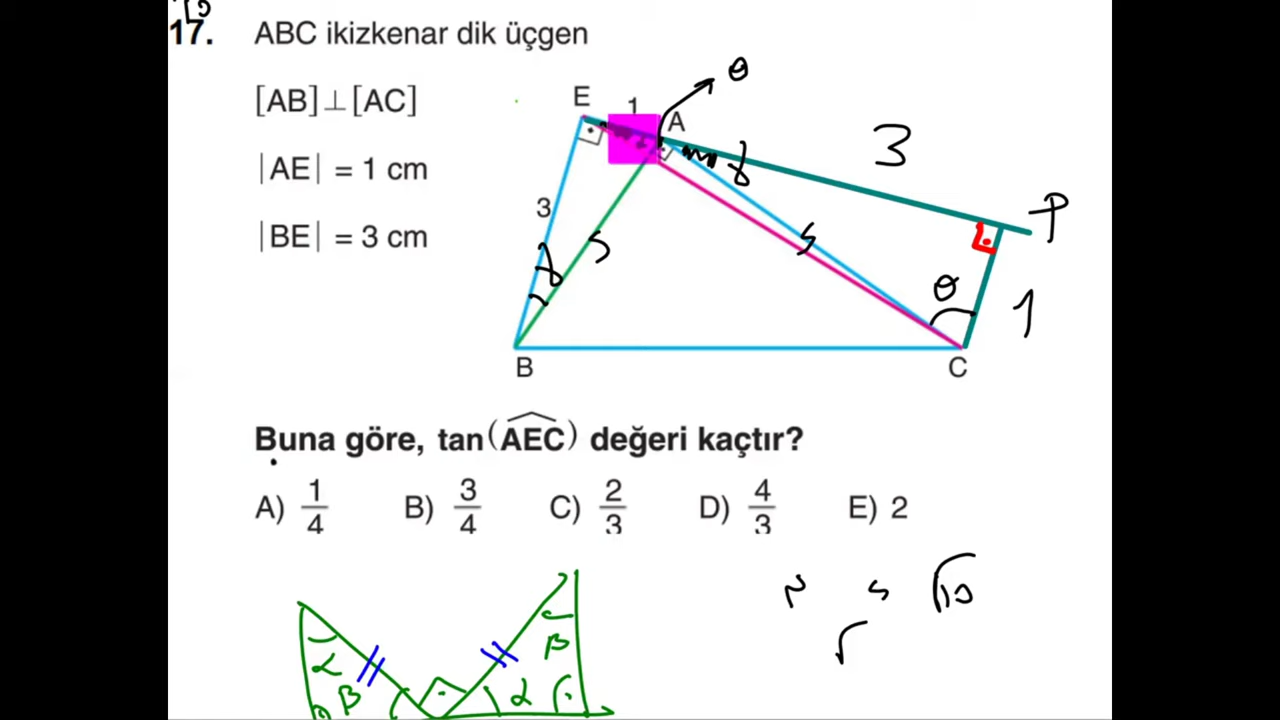 17. ABC ikizkenar dik üçgen
[AB]⊥[AC]
|AE| = 1 cm
|BE| = 3 cm
θ
E 1 A
3
γ
P
3
s
s
γ
θ
1
B
C
Buna göre, tan(AEC) değeri kaçtır?
A) 1/4 B) 3/4 C) 2/3 D) 4/3 E) 2
s √10
√
α β
β α